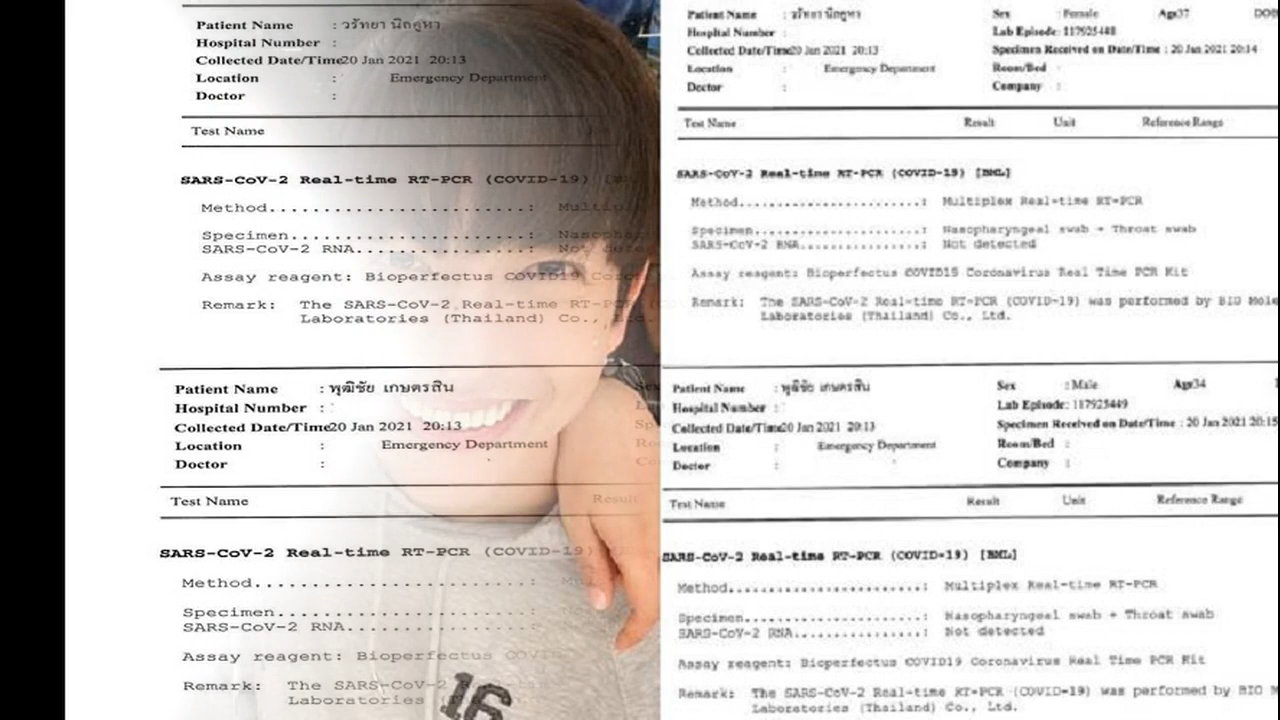 Patient Name : วรัทยา นิกคูหา
Hospital Number :
Collected Date/Time 20 Jan 2021 20:13
Location : Emergency Department
Doctor :
Test Name
SARS-CoV-2 Real-time RT-PCR (COVID-19)
Method........................:
Specimen.......................:
SARS-CoV-2 RNA.................: Not
Assay reagent: Bioperfectus COVID19
Remark: The SARS-CoV-2 Real-time RT-PCR
Laboratories (Thailand) Co., Ltd.
Patient Name : พุฒิชัย เกษตรสิน
Hospital Number :
Collected Date/Time 20 Jan 2021 20:13
Location : Emergency Department
Doctor :
Test Name Result
SARS-CoV-2 Real-time RT-PCR (COVID-19)
Method.........................:
Specimen.......................:
SARS-CoV-2 RNA.................:
Assay reagent: Bioperfectus COVID
Remark: The SARS-CoV-2
Laboratories
16
Patient Name : วรัทยา นิกคูหา Sex : Female Age 37
Hospital Number : Lab Episode: 117925448
Collected Date/Time 20 Jan 2021 20:13 Specimen Received on Date/Time : 20 Jan 2021 20:14
Location : Emergency Department Room/Bed :
Doctor : Company :
Test Name Result Unit Reference Range
SARS-CoV-2 Real-time RT-PCR (COVID-19) [BML]
Method.......................: Multiplex Real-time RT-PCR
Specimen.....................: Nasopharyngeal swab + Throat swab
SARS-CoV-2 RNA...............: Not detected
Assay reagent: Bioperfectus COVID19 Coronavirus Real Time PCR Kit
Remark: The SARS-CoV-2 Real-time RT-PCR (COVID-19) was performed by BIO Mole
Laboratories (Thailand) Co., Ltd.
Patient Name : พุฒิชัย เกษตรสิน Sex : Male Age 34
Hospital Number : Lab Episode: 117925449
Collected Date/Time 20 Jan 2021 20:13 Specimen Received on Date/Time : 20 Jan 2021 20:15
Location : Emergency Department Room/Bed :
Doctor : Company :
Test Name Result Unit Reference Range
SARS-CoV-2 Real-time RT-PCR (COVID-19) [BML]
Method.......................: Multiplex Real-time RT-PCR
Specimen.....................: Nasopharyngeal swab + Throat swab
SARS-CoV-2 RNA...............: Not detected
Assay reagent: Bioperfectus COVID19 Coronavirus Real Time PCR Kit
Remark: The SARS-CoV-2 Real-time RT-PCR (COVID-19) was performed by BIO M
Laboratories (Thailand) Co., Ltd.